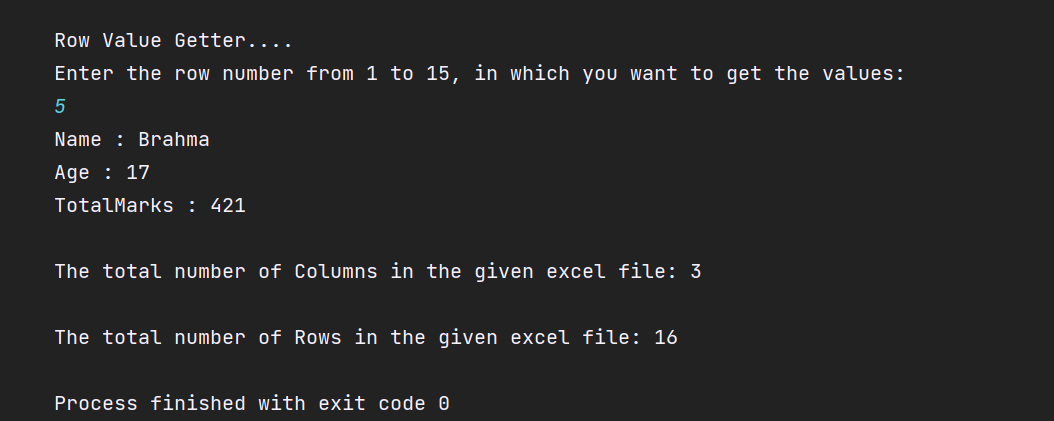 Row Value Getter....
Enter the row number from 1 to 15, in which you want to get the values:
5
Name : Brahma
Age : 17
TotalMarks : 421
The total number of Columns in the given excel file: 3
The total number of Rows in the given excel file: 16
Process finished with exit code 0